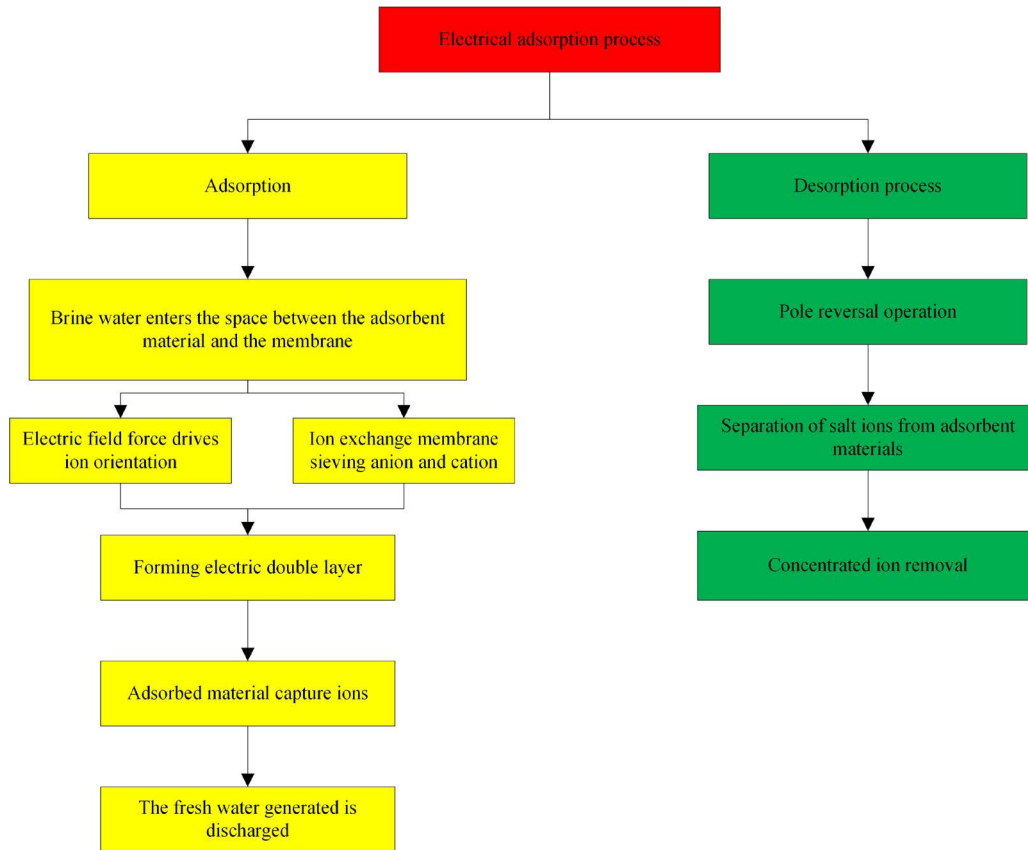 Electrical adsorption process
Adsorption
Desorption process
Brine water enters the space between the adsorbent
material and the membrane
Pole reversal operation
Electric field force drives
ion orientation
Ion exchange membrane
sieving anion and cation
Separation of salt ions from adsorbent
materials
Forming electric double layer
Concentrated ion removal
Adsorbed material capture ions
The fresh water generated is
discharged